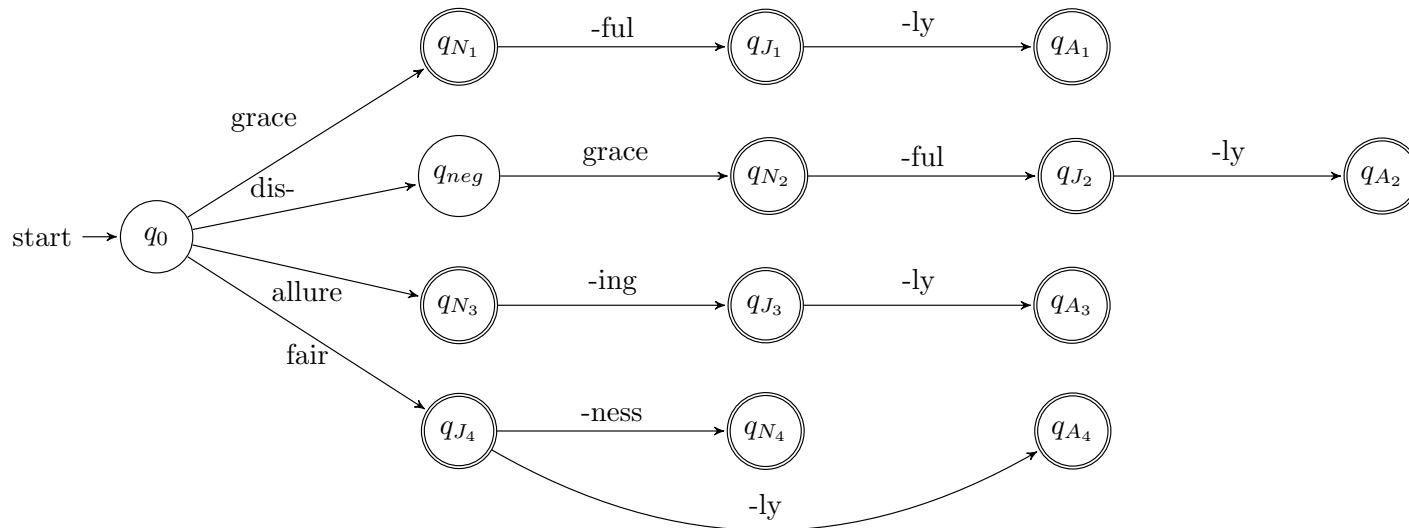 q_{N_1} -ful q_{J_1} -ly q_{A_1}
grace
q_{neg} grace q_{N_2} -ful q_{J_2} -ly q_{A_2}
dis-
start q_0
allure
q_{N_3} -ing q_{J_3} -ly q_{A_3}
fair
q_{J_4} -ness q_{N_4} q_{A_4}
-ly